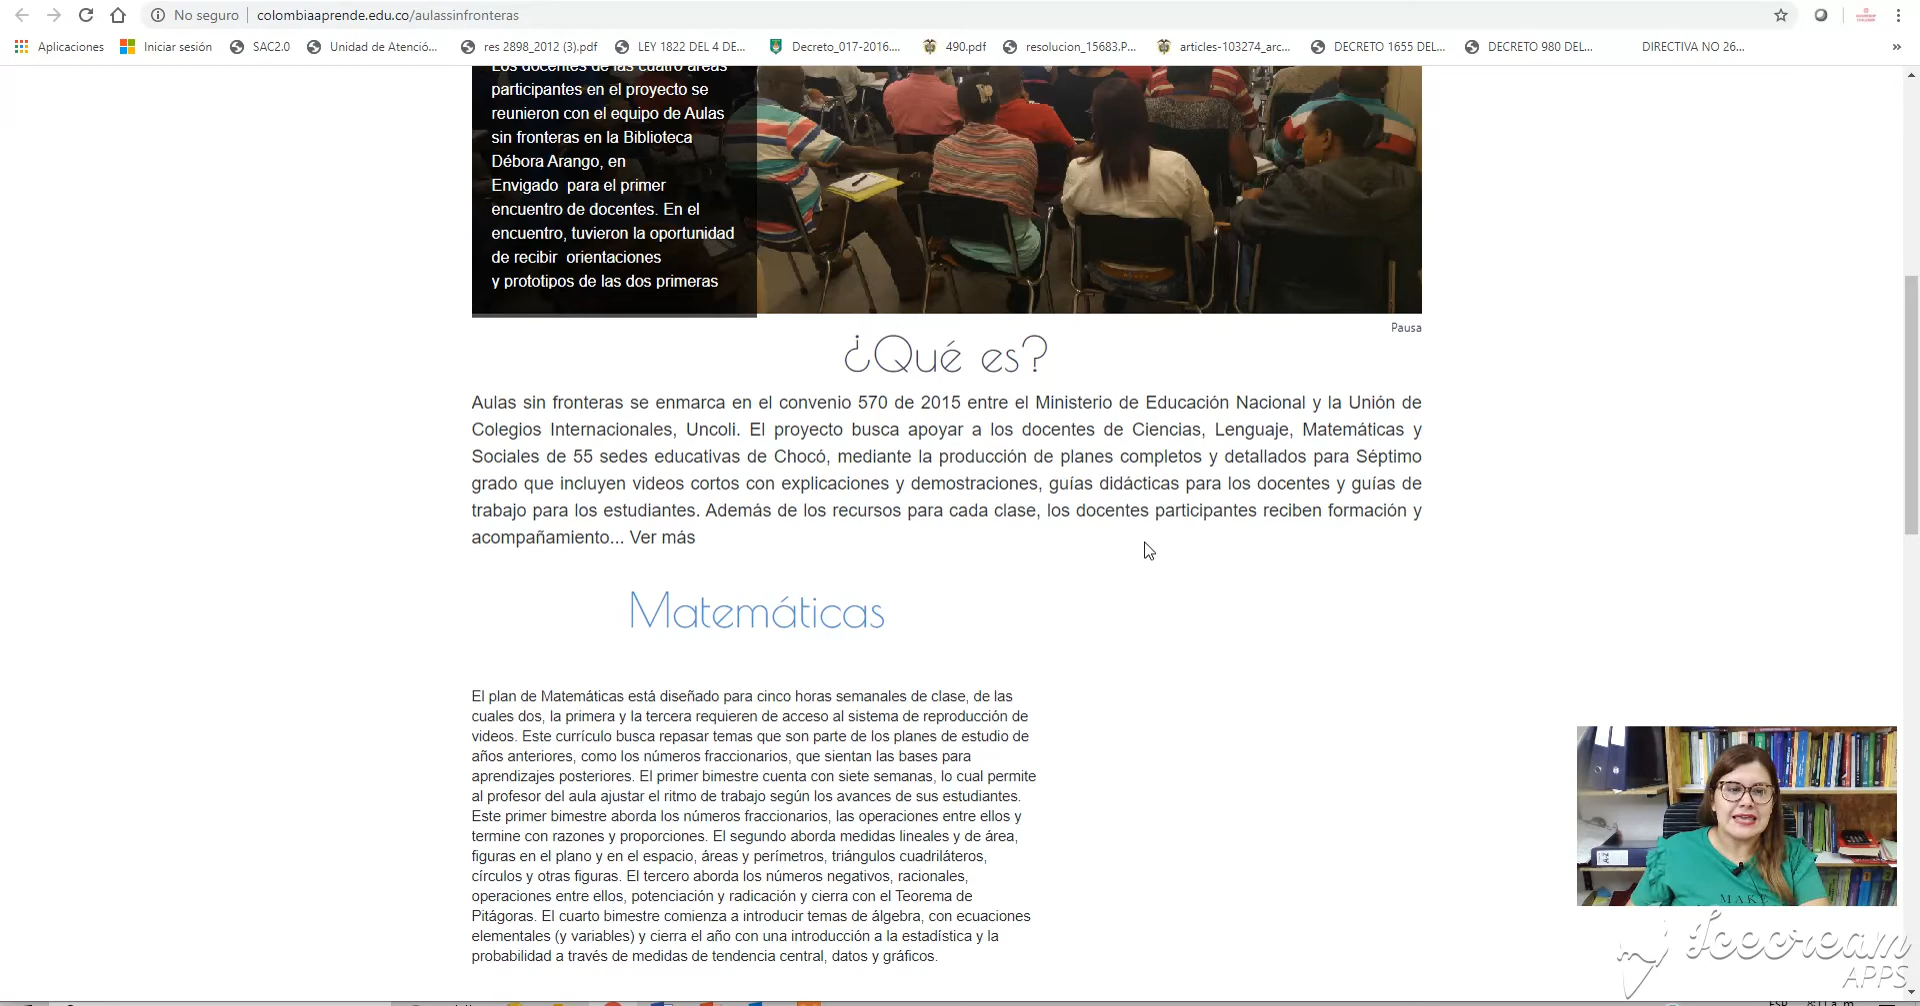 No seguro
colombiaaprende.edu.co/aulassinfronteras
Aplicaciones
Iniciar sesión
SAC2.0
Unidad de Atenció...
res 2898_2012 (3).pdf
LEY 1822 DEL 4 DE...
Decreto_017-2016....
490.pdf
resolucion_15683.P...
articles-103274_arc...
DECRETO 1655 DEL...
DECRETO 980 DEL...
DIRECTIVA NO 26...
»
Los docentes de las cuatro áreas
participantes en el proyecto se
reunieron con el equipo de Aulas
sin fronteras en la Biblioteca
Débora Arango, en
Envigado para el primer
encuentro de docentes. En el
encuentro, tuvieron la oportunidad
de recibir orientaciones
y prototipos de las dos primeras
Pausa
¿Qué es?
Aulas sin fronteras se enmarca en el convenio 570 de 2015 entre el Ministerio de Educación Nacional y la Unión de
Colegios Internacionales, Uncoli. El proyecto busca apoyar a los docentes de Ciencias, Lenguaje, Matemáticas y
Sociales de 55 sedes educativas de Chocó, mediante la producción de planes completos y detallados para Séptimo
grado que incluyen videos cortos con explicaciones y demostraciones, guías didácticas para los docentes y guías de
trabajo para los estudiantes. Además de los recursos para cada clase, los docentes participantes reciben formación y
acompañamiento... Ver más
Matemáticas
El plan de Matemáticas está diseñado para cinco horas semanales de clase, de las
cuales dos, la primera y la tercera requieren de acceso al sistema de reproducción de
videos. Este currículo busca repasar temas que son parte de los planes de estudio de
años anteriores, como los números fraccionarios, que sientan las bases para
aprendizajes posteriores. El primer bimestre cuenta con siete semanas, lo cual permite
al profesor del aula ajustar el ritmo de trabajo según los avances de sus estudiantes.
Este primer bimestre aborda los números fraccionarios, las operaciones entre ellos y
termine con razones y proporciones. El segundo aborda medidas lineales y de área,
figuras en el plano y en el espacio, áreas y perímetros, triángulos cuadriláteros,
círculos y otras figuras. El tercero aborda los números negativos, racionales,
operaciones entre ellos, potenciación y radicación y cierra con el Teorema de
Pitágoras. El cuarto bimestre comienza a introducir temas de álgebra, con ecuaciones
elementales (y variables) y cierra el año con una introducción a la estadística y la
probabilidad a través de medidas de tendencia central, datos y gráficos.
A-Z
MAKE
Icecream
APPS